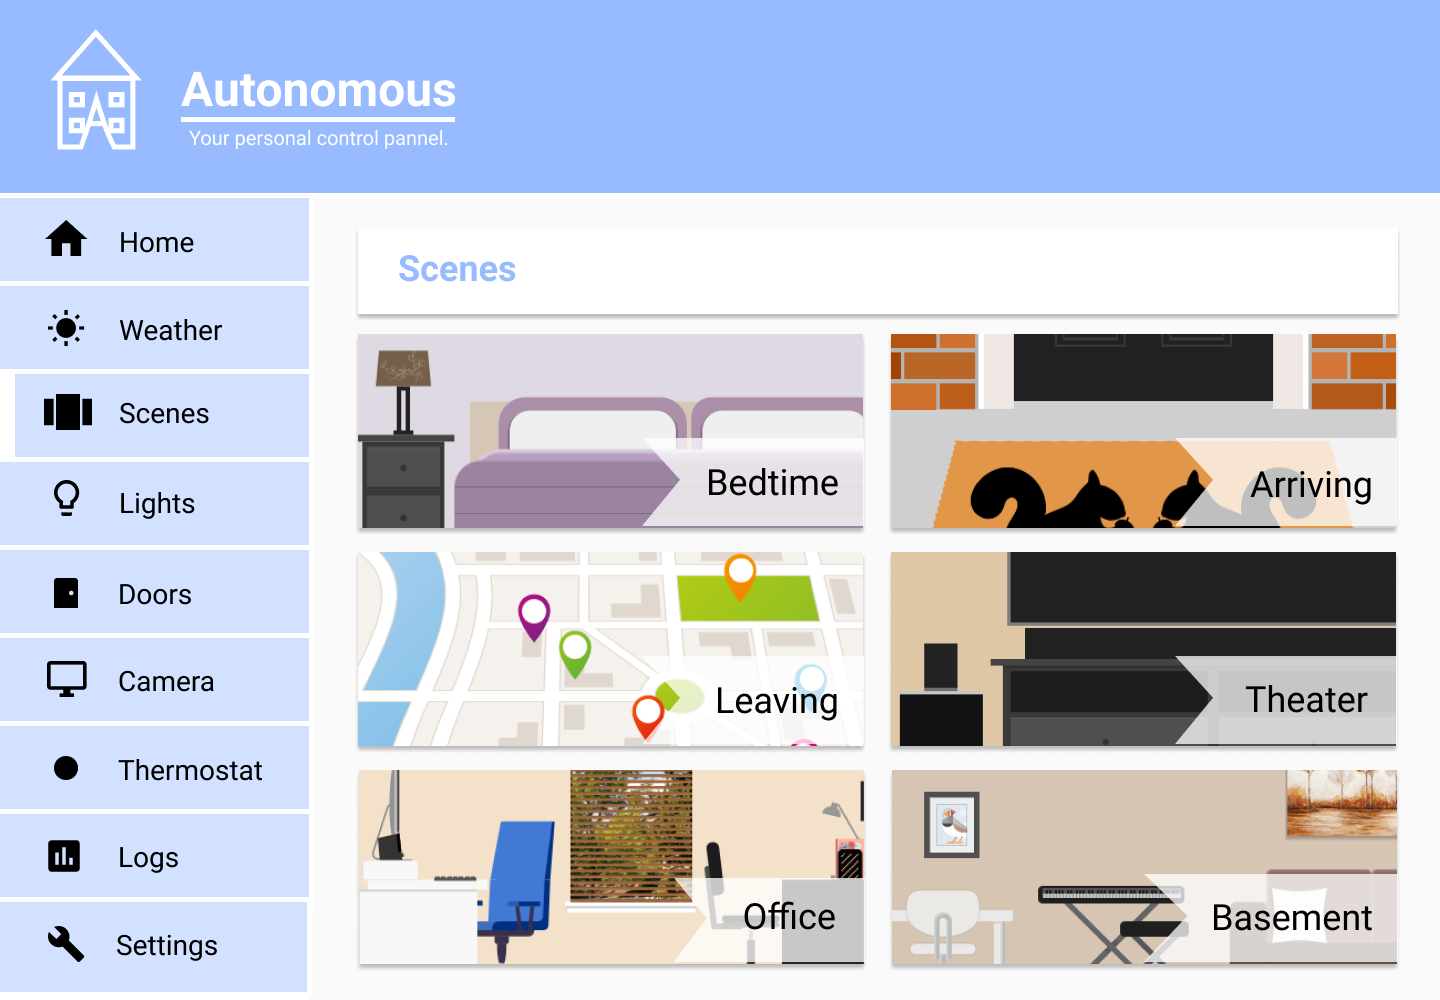 Autonomous
Your personal control pannel.
Home
Weather
Scenes
Lights
Doors
Camera
Thermostat
Logs
Settings
Scenes
Bedtime
Arriving
Leaving
Theater
Office
Basement